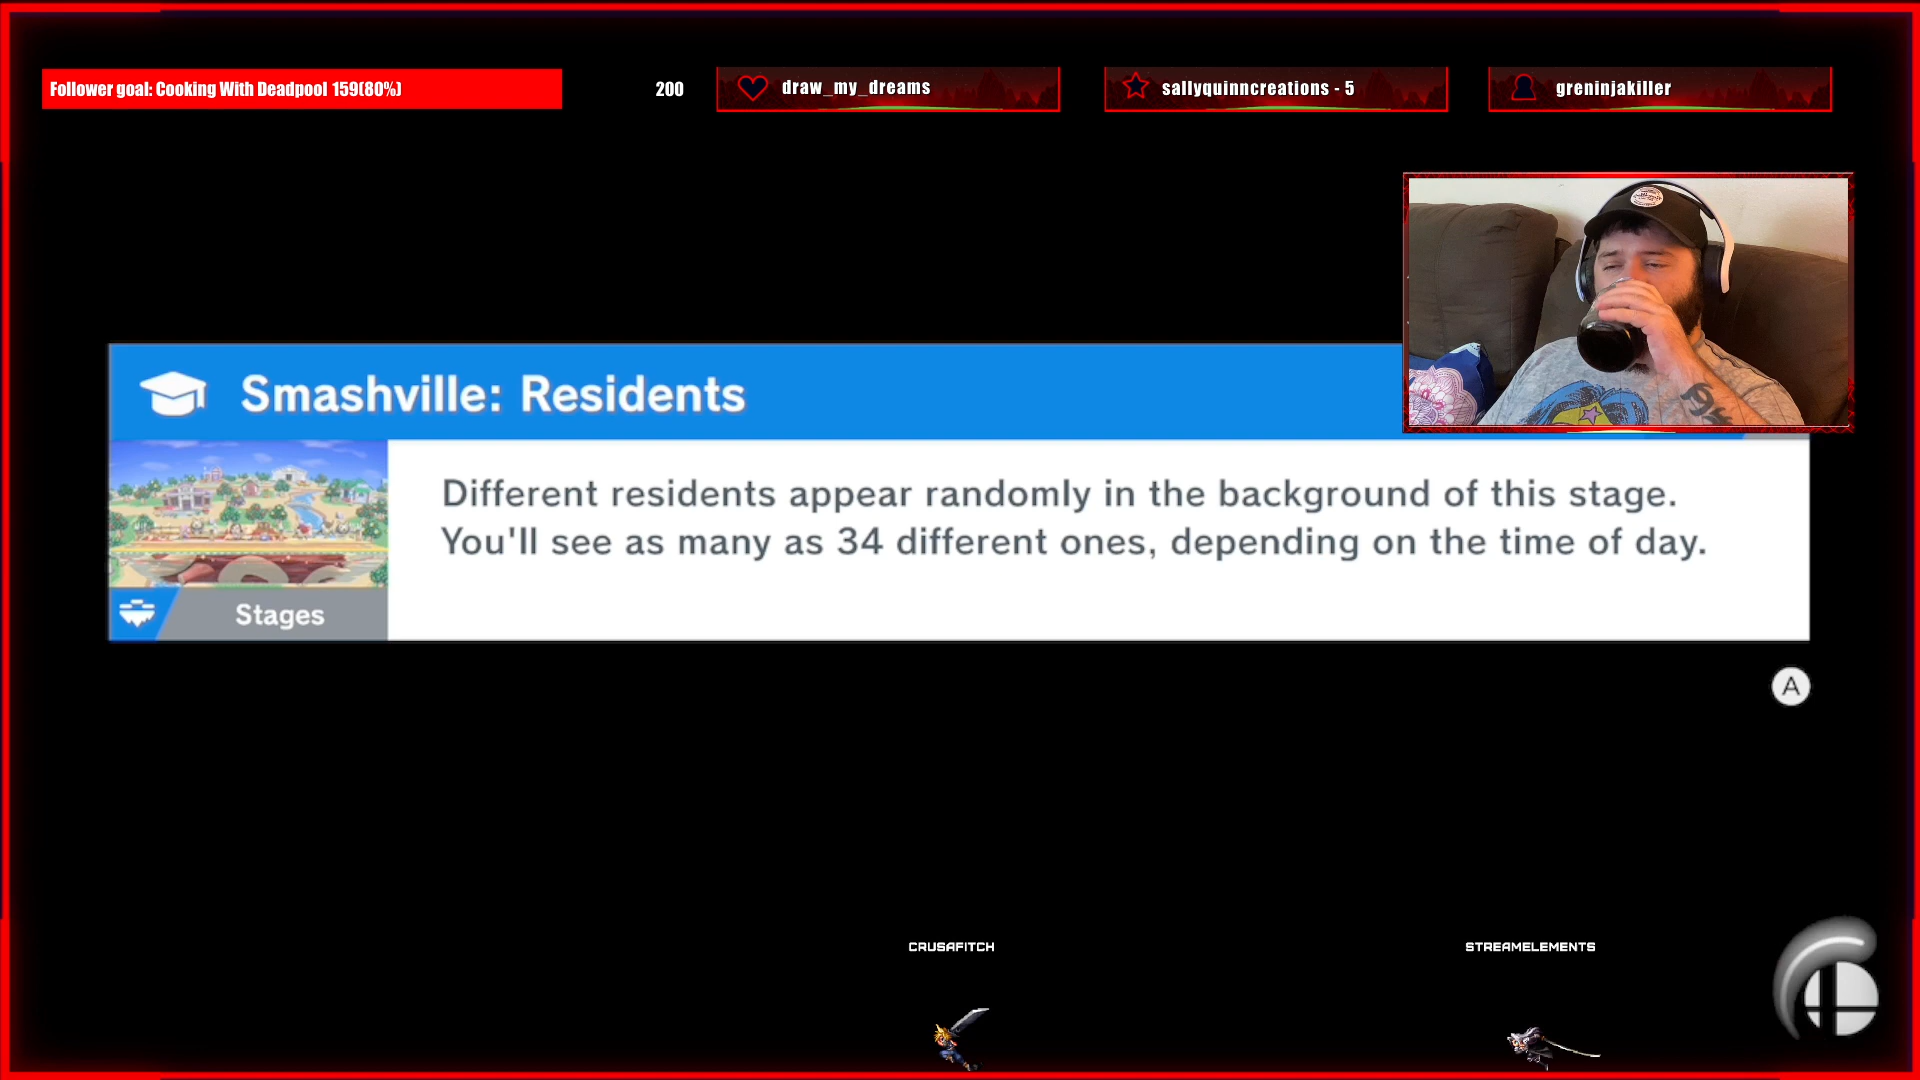 Follower goal: Cooking With Deadpool 159(80%)
200
draw_my_dreams
sallyquinncreations - 5
greninjakiller
Smashville: Residents
Different residents appear randomly in the background of this stage.
You'll see as many as 34 different ones, depending on the time of day.
Stages
A
CRUSAFITCH
STREAMELEMENTS